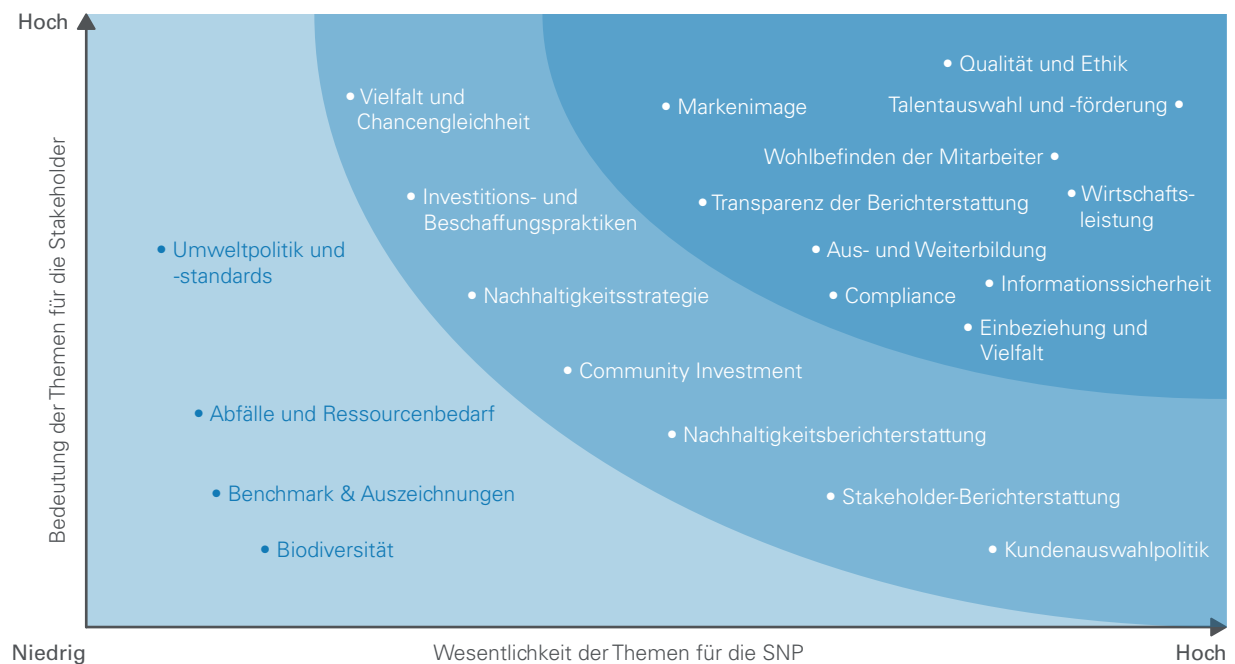 Hoch
Bedeutung der Themen für die Stakeholder
• Qualität und Ethik
• Vielfalt und
Chancengleichheit
• Markenimage
Talentauswahl und -förderung •
Wohlbefinden der Mitarbeiter •
• Investitions- und
Beschaffungspraktiken
• Transparenz der Berichterstattung
• Wirtschafts-
leistung
• Umweltpolitik und
-standards
• Aus- und Weiterbildung
• Nachhaltigkeitsstrategie
• Compliance
• Informationssicherheit
• Einbeziehung und
Vielfalt
• Community Investment
• Abfälle und Ressourcenbedarf
• Nachhaltigkeitsberichterstattung
• Benchmark & Auszeichnungen
• Stakeholder-Berichterstattung
• Biodiversität
• Kundenauswahlpolitik
Niedrig
Wesentlichkeit der Themen für die SNP
Hoch